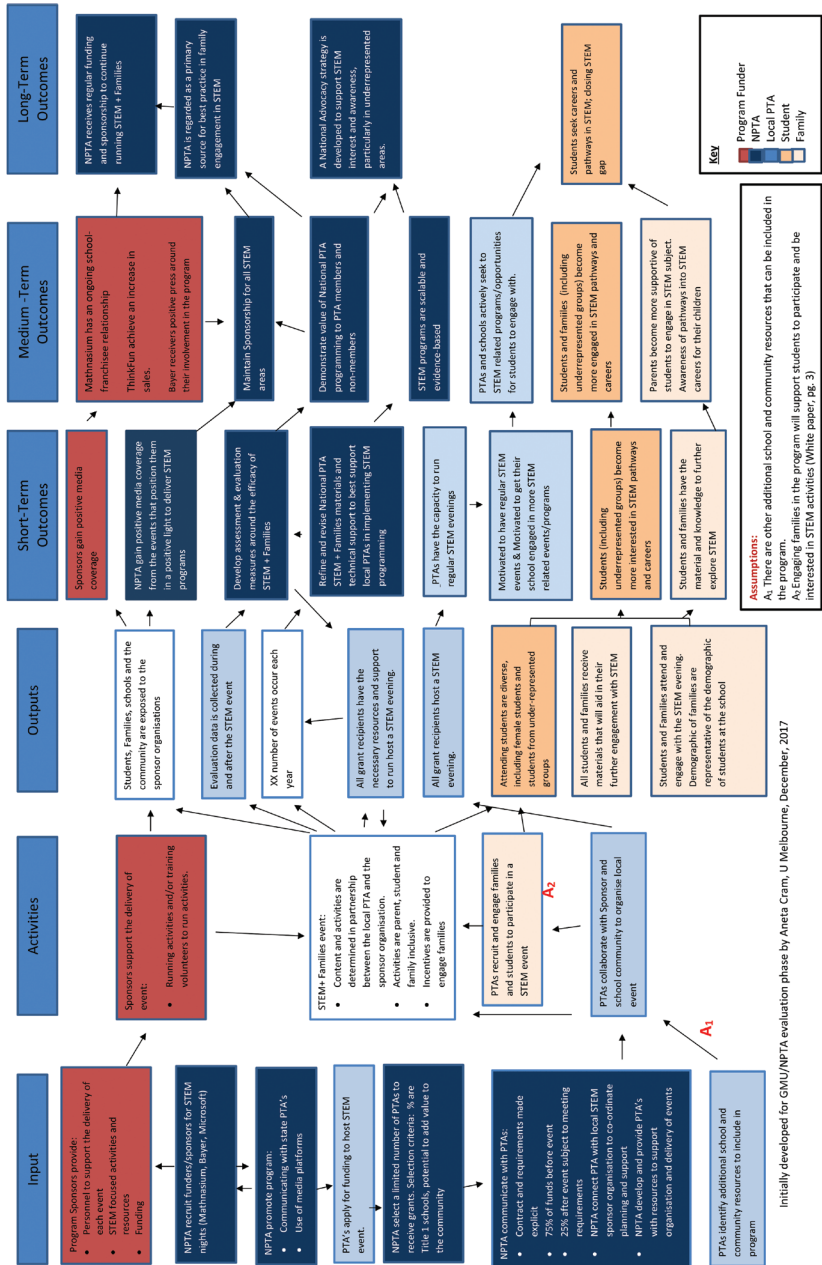 Input
Program Sponsors provide:
• Personnel to support the delivery of
each event
• STEM focused activities and
resources
• Funding
NPTA recruit funders/sponsors for STEM
nights (Mathnasium, Bayer, Microsoft)
NPTA promote program:
• Communicating with state PTA's
• Use of media platforms
PTA's apply for funding to host STEM
event.
NPTA select a limited number of PTAs to
receive grants. Selection criteria: % are
Title 1 schools, potential to add value to
the community
NPTA communicate with PTAs:
• Contract and requirements made
explicit
• 75% of funds before event
• 25% after event subject to meeting
requirements
• NPTA connect PTA with local STEM
sponsor organisation to co-ordinate
planning and support
• NPTA develop and provide PTA's
with resources to support
organisation and delivery of events
PTAs identify additional school and
community resources to include in
program
Activities
Sponsors support the delivery of
event:
• Running activities and/or training
volunteers to run activities.
STEM+ Families event:
• Content and activities are
determined in partnership
between the local PTA and the
sponsor organisation.
• Activities are parent, student and
family inclusive.
• Incentives are provided to
engage families
PTAs recruit and engage families
and students to participate in a
STEM event
A2
PTAs collaborate with Sponsor and
school community to organise local
event
A1
Outputs
Students, Families, schools and the
community are exposed to the
sponsor organisations
Evaluation data is collected during
and after the STEM event
XX number of events occur each
year
All grant recipients have the
necessary resources and support
to run host a STEM evening.
All grant recipients host a STEM
evening.
Attending students are diverse,
including female students and
students from under-represented
groups
All students and families receive
materials that will aid in their
further engagement with STEM
Students and Families attend and
engage with the STEM evening.
Demographic of families are
representative of the demographic
of students at the school
Short-Term
Outcomes
Sponsors gain positive media
coverage
NPTA gain positive media coverage
from the events that position them
in a positive light to deliver STEM
programs
Develop assessment & evaluation
measures around the efficacy of
STEM + Families
Refine and revise National PTA
STEM + Families materials and
technical support to best support
local PTAs in implementing STEM
programming
PTAs have the capacity to run
regular STEM evenings
Motivated to have regular STEM
events & Motivated to get their
school engaged in more STEM
related events/programs
Students (including
underrepresented groups) become
more interested in STEM pathways
and careers
Students and families have the
material and knowledge to further
explore STEM
Medium -Term
Outcomes
Mathnasium has an ongoing school-
franchisee relationship
ThinkFun achieve an increase in
sales.
Bayer receivers positive press around
their involvement in the program
Maintain Sponsorship for all STEM
areas
Demonstrate value of National PTA
programming to PTA members and
non-members
STEM programs are scalable and
evidence-based
PTAs and schools actively seek to
STEM related programs/opportunities
for students to engage with.
Students and familes (including
underrepresented groups) become
more engaged in STEM pathways and
careers
Parents become more supportive of
students to engage in STEM subject.
Awareness of pathways into STEM
careers for their children
Long-Term
Outcomes
NPTA receives regular funding
and sponsorship to continue
running STEM + Families
NPTA is regarded as a primary
source for best practice in family
engagement in STEM
A National Advocacy strategy is
developed to support STEM
interest and awareness,
particularly in underrepresented
areas.
Students seek careers and
pathways in STEM; closing STEM
gap
Key
Program Funder
NPTA
Local PTA
Student
Family
Assumptions:
A1 There are other additional school and community resources that can be included in
the program.
A2 Engaging families in the program will support students to participate and be
interested in STEM activities (White paper, pg. 3)
Initially developed for GMU/NPTA evaluation phase by Aneta Cram, U Melbourne, December, 2017